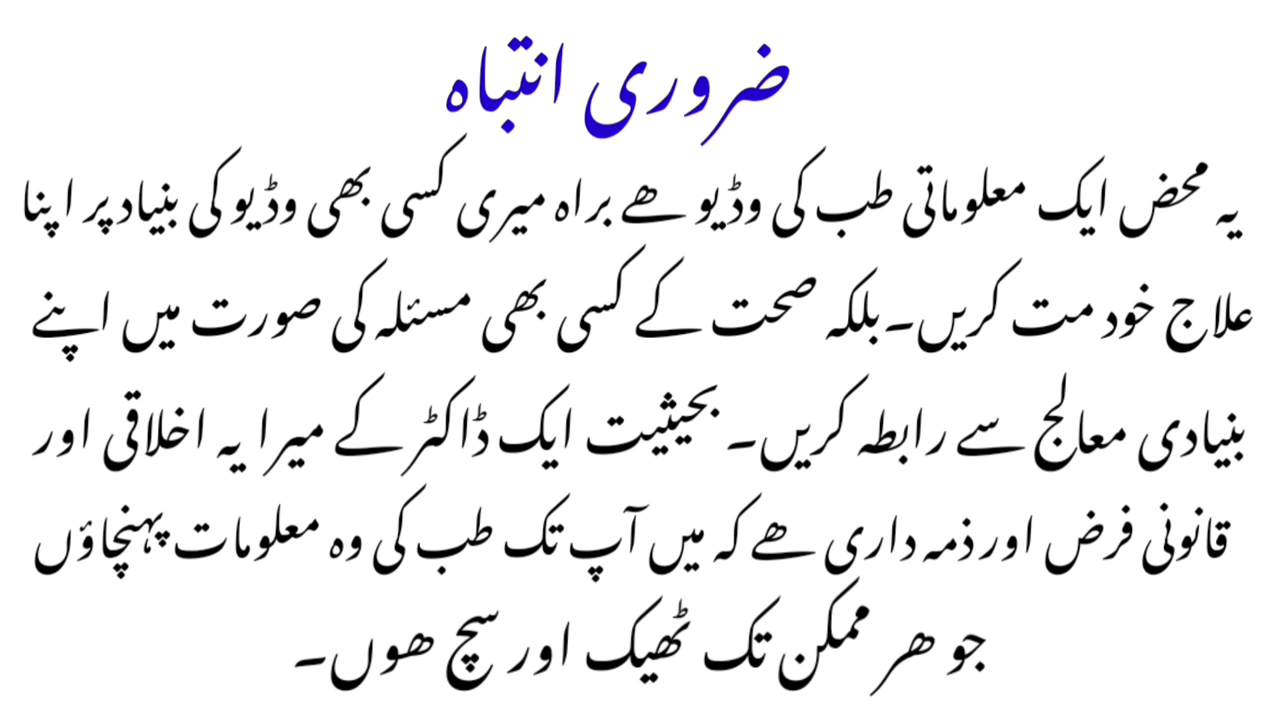 ضروری انتباہ
یہ محض ایک معلوماتی طب کی وڈیو ھے براہ میری کسی بھی وڈیو کی بنیاد پر اپنا
علاج خود مت کریں۔بلکہ صحت کے کسی بھی مسئلہ کی صورت میں اپنے
بنیادی معالج سے رابطہ کریں۔ بحیثیت ایک ڈاکٹر کے میرا یہ اخلاقی اور
قانونی فرض اور ذمہ داری ھے کہ میں آپ تک طب کی وہ معلومات پہنچاؤں
جو ھر ممکن تک ٹھیک اور سچ ھوں۔